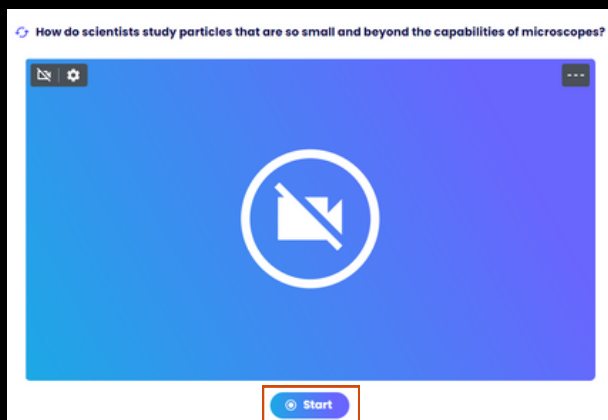 How do scientists study particles that are so small and beyond the capabilities of microscopes?
Start